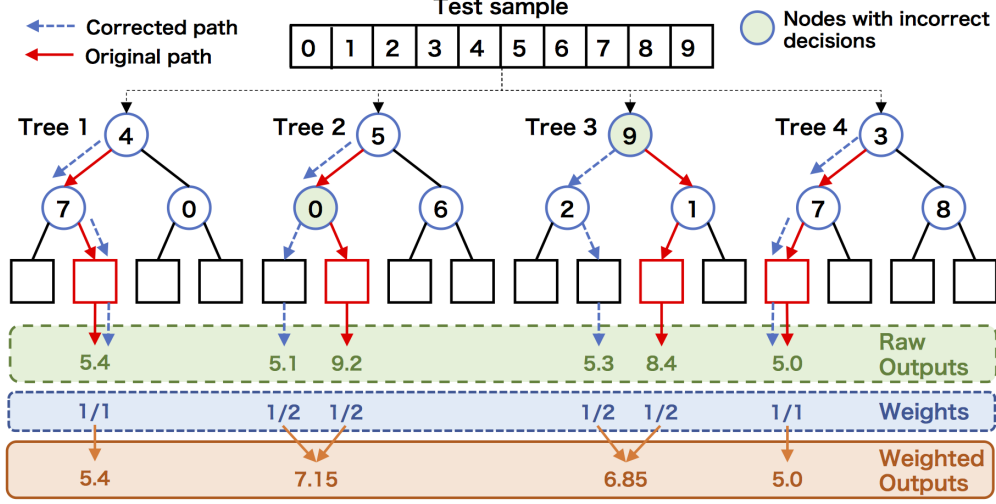 Test sample
Corrected path
Original path
0 1 2 3 4 5 6 7 8 9
Nodes with incorrect
decisions
Tree 1
4
Tree 2
5
Tree 3
9
Tree 4
3
7
0
0
6
2
1
7
8
5.4
5.1
9.2
5.3
8.4
5.0
Raw
Outputs
1/1
1/2
1/2
1/2
1/2
1/1
Weights
5.4
7.15
6.85
5.0
Weighted
Outputs